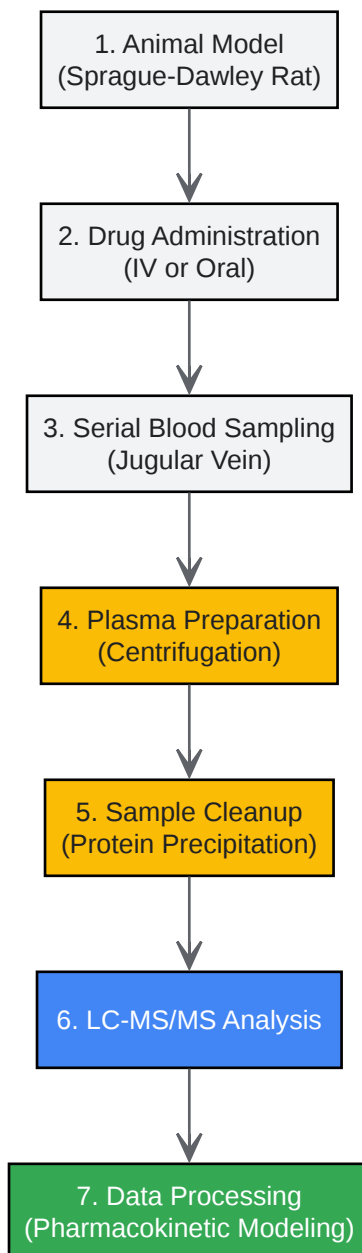 1. Animal Model
(Sprague-Dawley Rat)
2. Drug Administration
(IV or Oral)
3. Serial Blood Sampling
(Jugular Vein)
4. Plasma Preparation
(Centrifugation)
5. Sample Cleanup
(Protein Precipitation)
6. LC-MS/MS Analysis
7. Data Processing
(Pharmacokinetic Modeling)